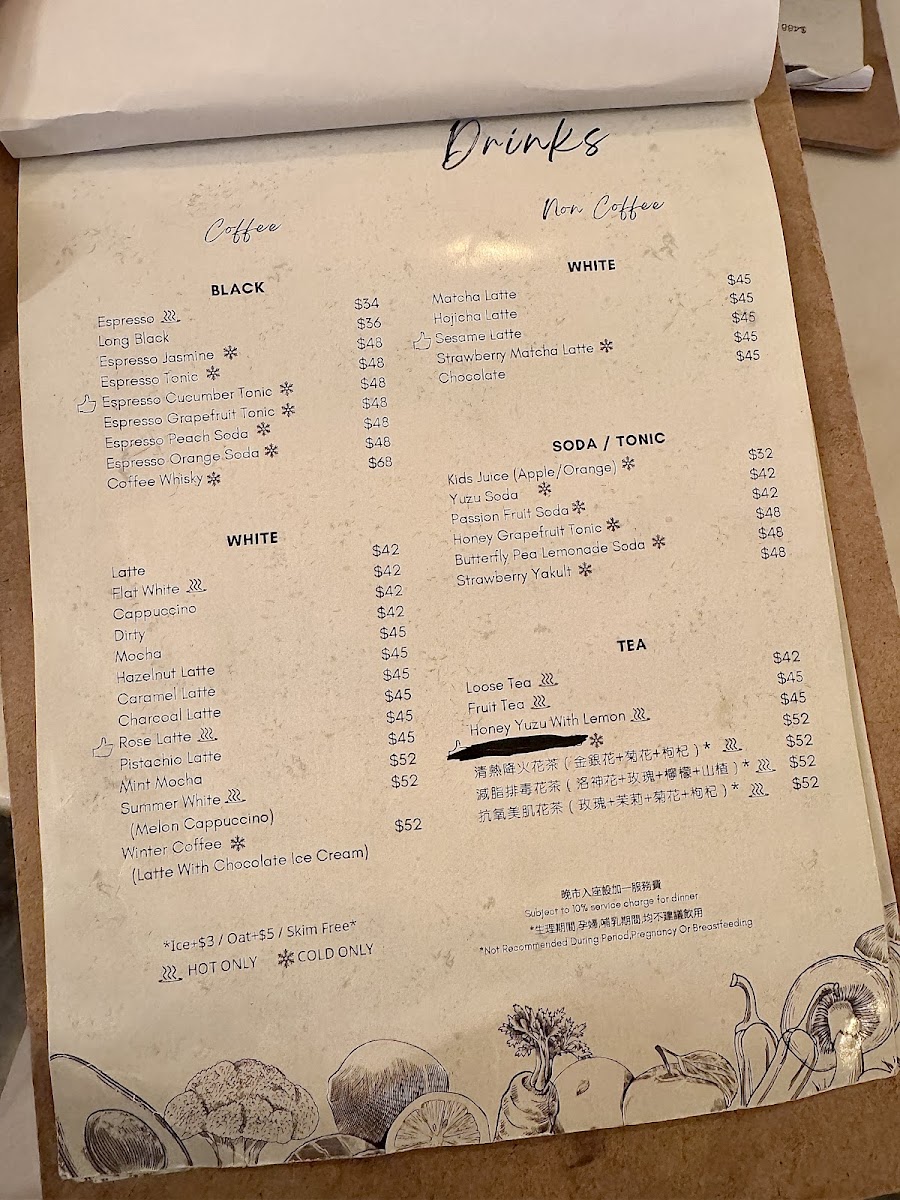 Drinks
Coffee
BLACK
Espresso $34
Long Black $36
Espresso Jasmine $48
Espresso Tonic $48
Espresso Cucumber Tonic $48
Espresso Grapefruit Tonic $48
Espresso Peach Soda $48
Espresso Orange Soda $48
Coffee Whisky $68
WHITE
Latte $42
Flat White $42
Cappuccino $42
Dirty $42
Mocha $45
Hazelnut Latte $45
Caramel Latte $45
Charcoal Latte $45
Rose Latte $45
Pistachio Latte $45
Mint Mocha $52
Summer White $52
(Melon Cappuccino)
Winter Coffee $52
(Latte With Chocolate Ice Cream)
*Ice+$3 / Oat+$5 / Skim Free*
HOT ONLY COLD ONLY
Non Coffee
WHITE
Matcha Latte $45
Hojicha Latte $45
Sesame Latte $45
Strawberry Matcha Latte $45
Chocolate $45
SODA / TONIC
Kids Juice (Apple/Orange) $32
Yuzu Soda $42
Passion Fruit Soda $42
Honey Grapefruit Tonic $48
Butterfly Pea Lemonade Soda $48
Strawberry Yakult $48
TEA
Loose Tea $42
Fruit Tea $45
Honey Yuzu With Lemon $45
$52
清熱降火花茶 ( 金銀花+菊花+枸杞 ) * $52
減脂排毒花茶 ( 洛神花+玫瑰+檸檬+山楂 ) * $52
抗氧美肌花茶 ( 玫瑰+茉莉+菊花+枸杞 ) * $52
晚市入座設加一服務費
Subject to 10% service charge for dinner
*生理期間,孕婦,哺乳期間,均不建議飲用
*Not Recommended During Period,Pregnancy Or Breastfeeding